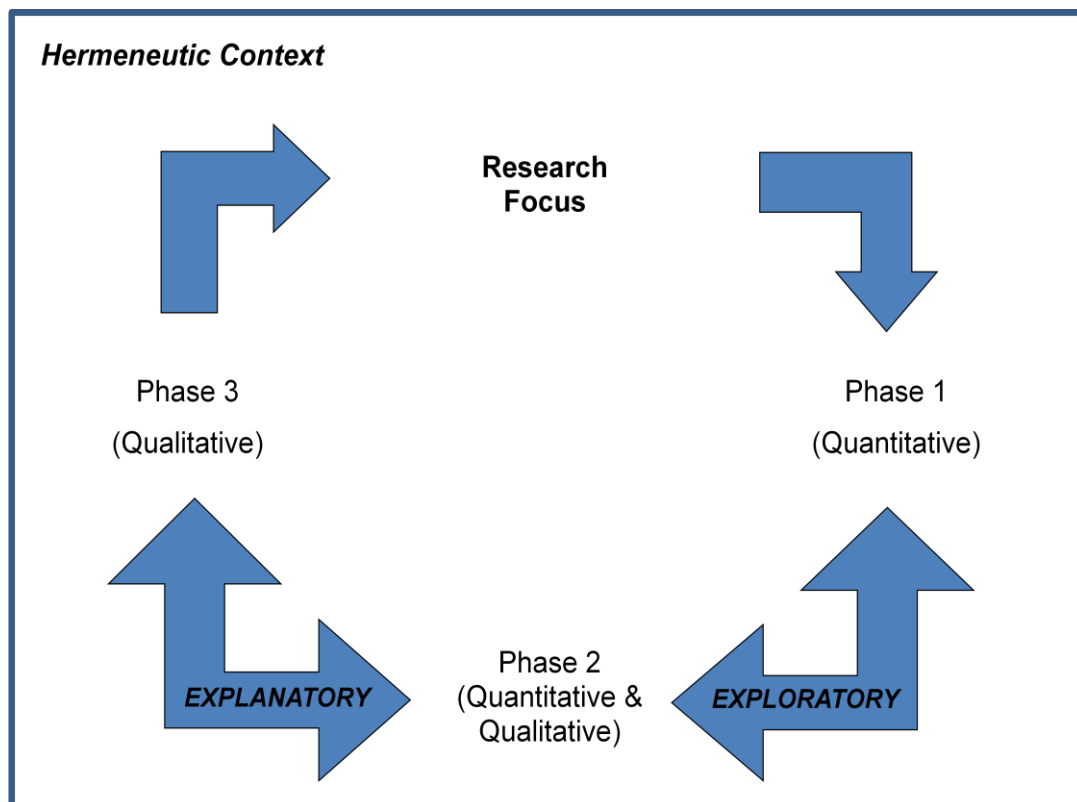 Hermeneutic Context
Research
Focus
Phase 3
(Qualitative)
Phase 1
(Quantitative)
EXPLANATORY
Phase 2
(Quantitative &
Qualitative)
EXPLORATORY